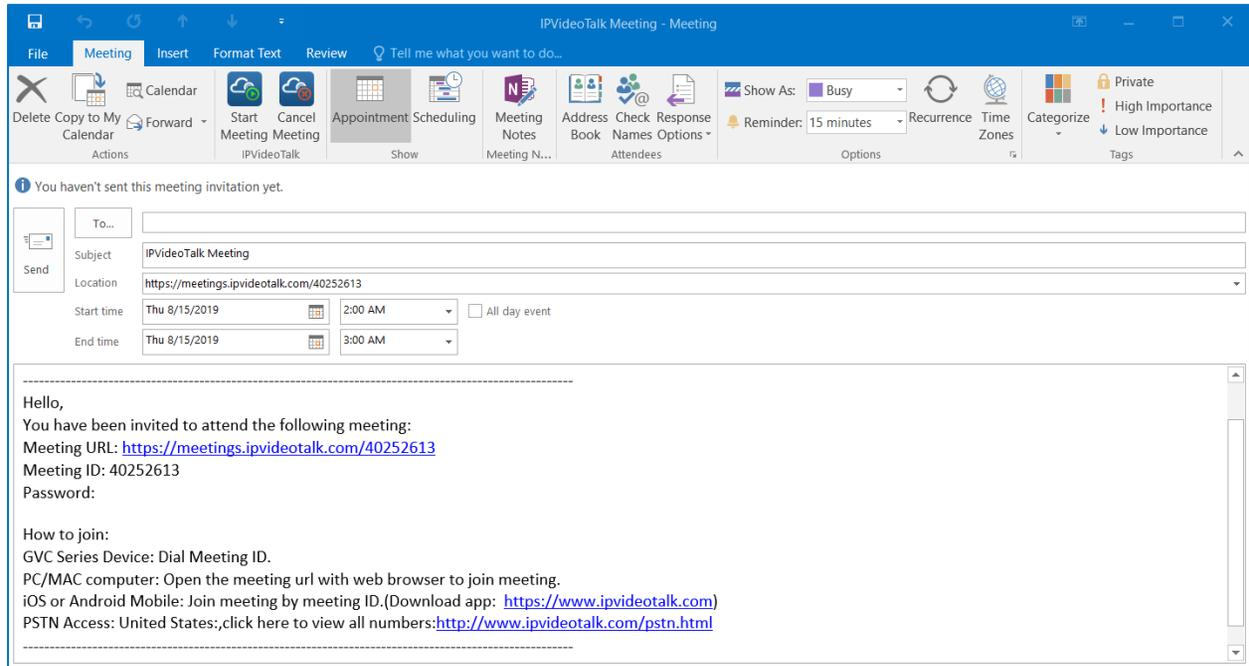 IPVideoTalk Meeting - Meeting
File Meeting Insert Format Text Review Tell me what you want to do...
Delete Copy to My Calendar Calendar Forward Start Meeting Cancel Meeting Appointment Scheduling Meeting Notes Address Book Check Names Response Options Show As: Busy Reminder: 15 minutes Recurrence Time Zones Categorize Private High Importance Low Importance
Actions IPVideoTalk Show Meeting N... Attendees Options Tags
You haven't sent this meeting invitation yet.
Send
To...
Subject IPVideoTalk Meeting
Location https://meetings.ipvideotalk.com/40252613
Start time Thu 8/15/2019 2:00 AM All day event
End time Thu 8/15/2019 3:00 AM
--------------------------------------------------------------------------------------------------------
Hello,
You have been invited to attend the following meeting:
Meeting URL: https://meetings.ipvideotalk.com/40252613
Meeting ID: 40252613
Password:
How to join:
GVC Series Device: Dial Meeting ID.
PC/MAC computer: Open the meeting url with web browser to join meeting.
iOS or Android Mobile: Join meeting by meeting ID.(Download app: https://www.ipvideotalk.com)
PSTN Access: United States:,click here to view all numbers:http://www.ipvideotalk.com/pstn.html
--------------------------------------------------------------------------------------------------------